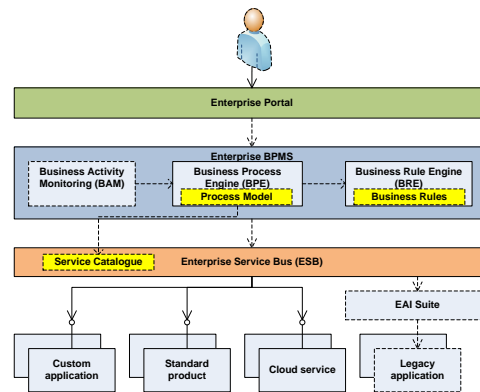 Enterprise Portal
Enterprise BPMS
Business Activity
Monitoring (BAM)
Business Process
Engine (BPE)
Process Model
Business Rule Engine
(BRE)
Business Rules
Service Catalogue
Enterprise Service Bus (ESB)
EAI Suite
Custom
application
Standard
product
Cloud service
Legacy
application